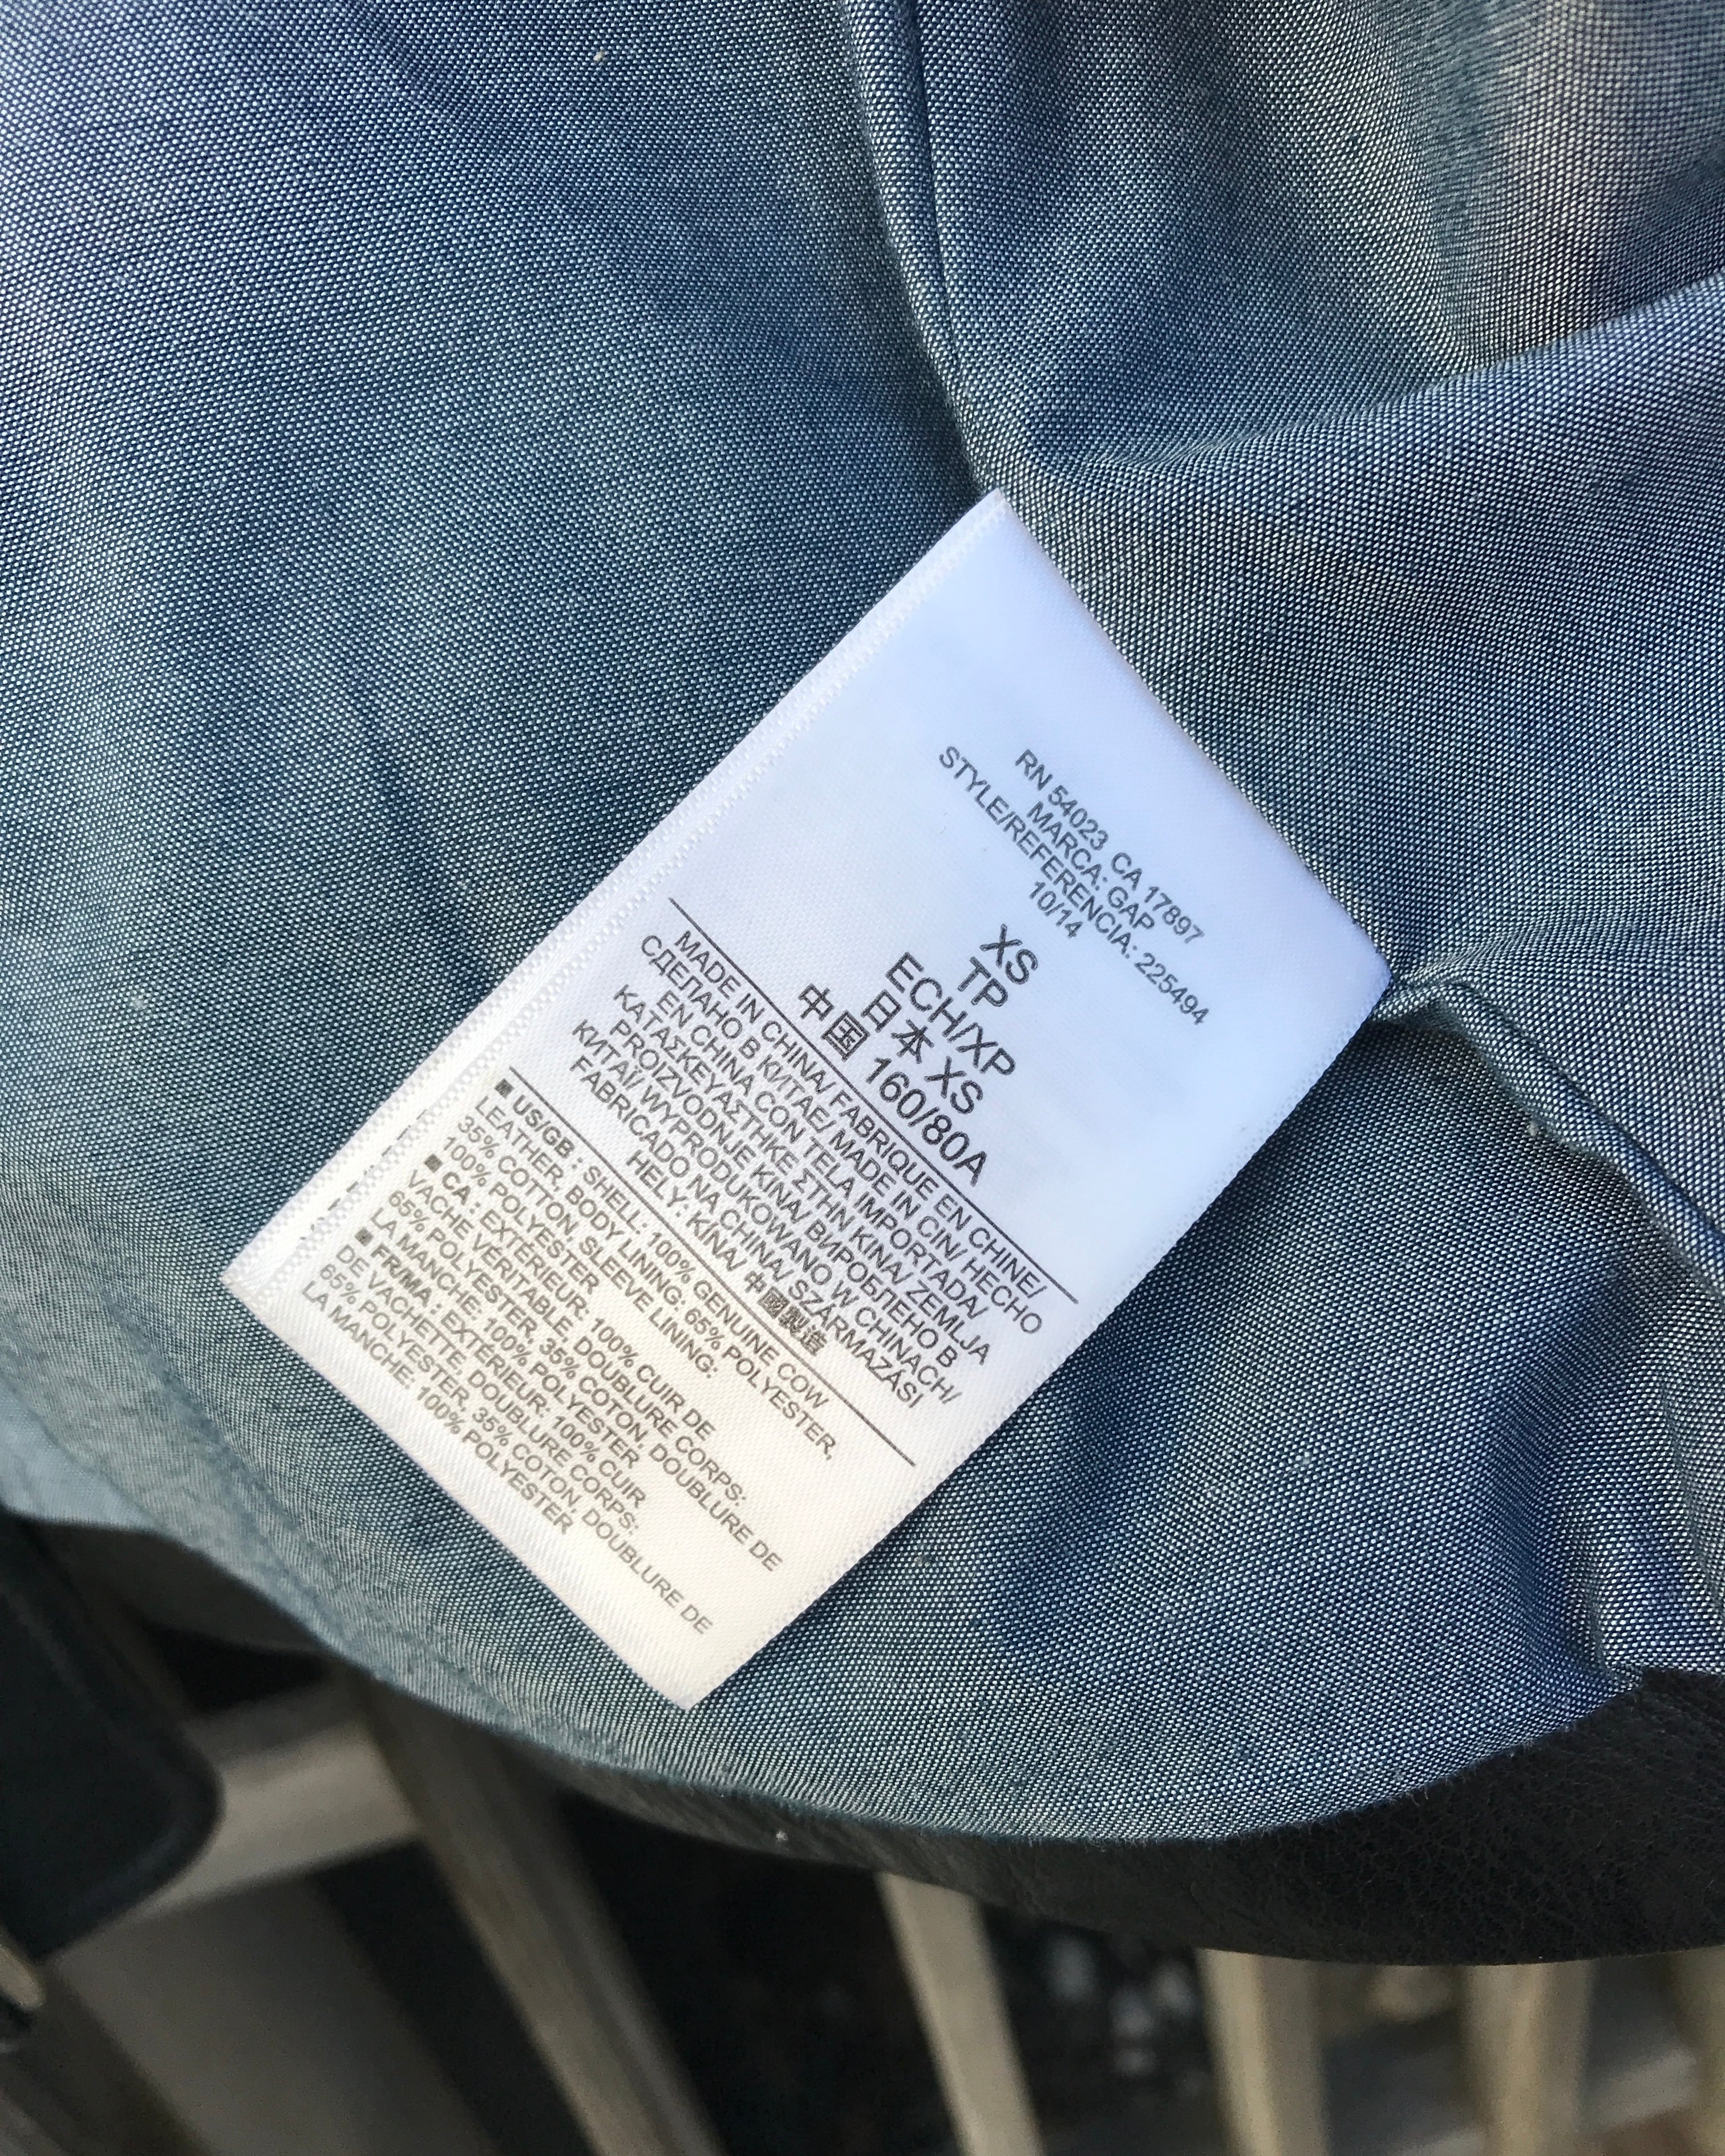 RN 54023 CA 17897
MARCA: GAP
STYLE/REFERENCIA: 225494
10/14
XS
TP
ECH/XP
日本 XS
中国 160/80A
MADE IN CHINA/ FABRIQUE EN CHINE/
СДЕЛАНО В КИТАЕ/ MADE IN CIN/ HECHO
EN CHINA CON TELA IMPORTADA/
ΚΑΤΑΣΚΕΥΑΣΤΗΚΕ ΣΤΗΝ ΚΙΝΑ/ ZEMLJA
PROIZVODNJE KINA/ ВИРОБЛЕНО В
КИТАЇ/ WYPRODUKOWANO W CHINACH/
FABRICADO NA CHINA/ SZÁRMAZÁSI
HELY: KÍNA/ 中國製造
■ US/GB : SHELL: 100% GENUINE COW
LEATHER, BODY LINING: 65% POLYESTER,
35% COTTON, SLEEVE LINING:
100% POLYESTER
■ CA : EXTÉRIEUR: 100% CUIR DE
VACHE VÉRITABLE, DOUBLURE CORPS:
65% POLYESTER, 35% COTON, DOUBLURE DE
LA MANCHE: 100% POLYESTER
■ FR/MA : EXTÉRIEUR: 100% CUIR
DE VACHETTE DOUBLURE CORPS:
65% POLYESTER, 35% COTON, DOUBLURE DE
LA MANCHE: 100% POLYESTER